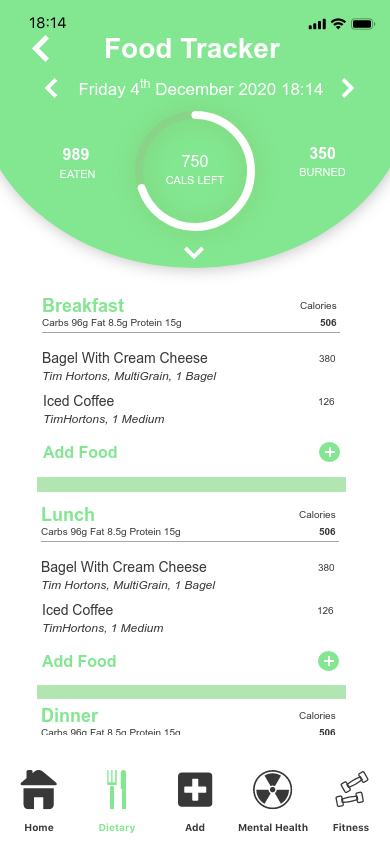 18:14
Food Tracker
Friday 4th December 2020 18:14
989
EATEN
750
CALS LEFT
350
BURNED
Breakfast
Calories
Carbs 96g Fat 8.5g Protein 15g
506
Bagel With Cream Cheese
380
Tim Hortons, MultiGrain, 1 Bagel
Iced Coffee
126
TimHortons, 1 Medium
Add Food
Lunch
Calories
Carbs 96g Fat 8.5g Protein 15g
506
Bagel With Cream Cheese
380
Tim Hortons, MultiGrain, 1 Bagel
Iced Coffee
126
TimHortons, 1 Medium
Add Food
Dinner
Calories
Carbs 96g Fat 8.5g Protein 15g
506
Home
Dietary
Add
Mental Health
Fitness